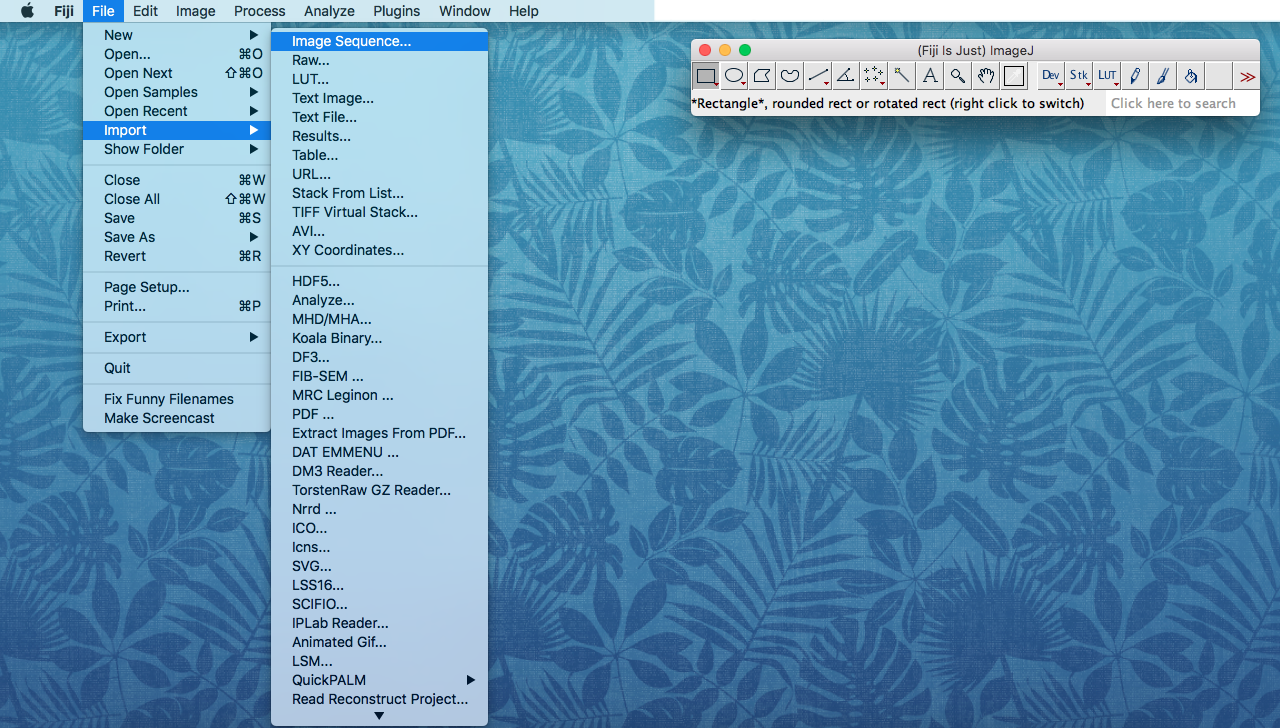 Fiji File Edit Image Process Analyze Plugins Window Help
New
Open... ⌘O
Open Next ⇧⌘O
Open Samples
Open Recent
Import
Show Folder
Close ⌘W
Close All ⇧⌘W
Save ⌘S
Save As
Revert ⌘R
Page Setup...
Print... ⌘P
Export
Quit
Fix Funny Filenames
Make Screencast
Image Sequence...
Raw...
LUT...
Text Image...
Text File...
Results...
Table...
URL...
Stack From List...
TIFF Virtual Stack...
AVI...
XY Coordinates...
HDF5...
Analyze...
MHD/MHA...
Koala Binary...
DF3...
FIB-SEM ...
MRC Leginon ...
PDF ...
Extract Images From PDF...
DAT EMMENU ...
DM3 Reader...
TorstenRaw GZ Reader...
Nrrd ...
ICO...
Icns...
SVG...
LSS16...
SCIFIO...
IPLab Reader...
Animated Gif...
LSM...
QuickPALM
Read Reconstruct Project...
(Fiji Is Just) ImageJ
A Dev Stk LUT >>
*Rectangle*, rounded rect or rotated rect (right click to switch) Click here to search